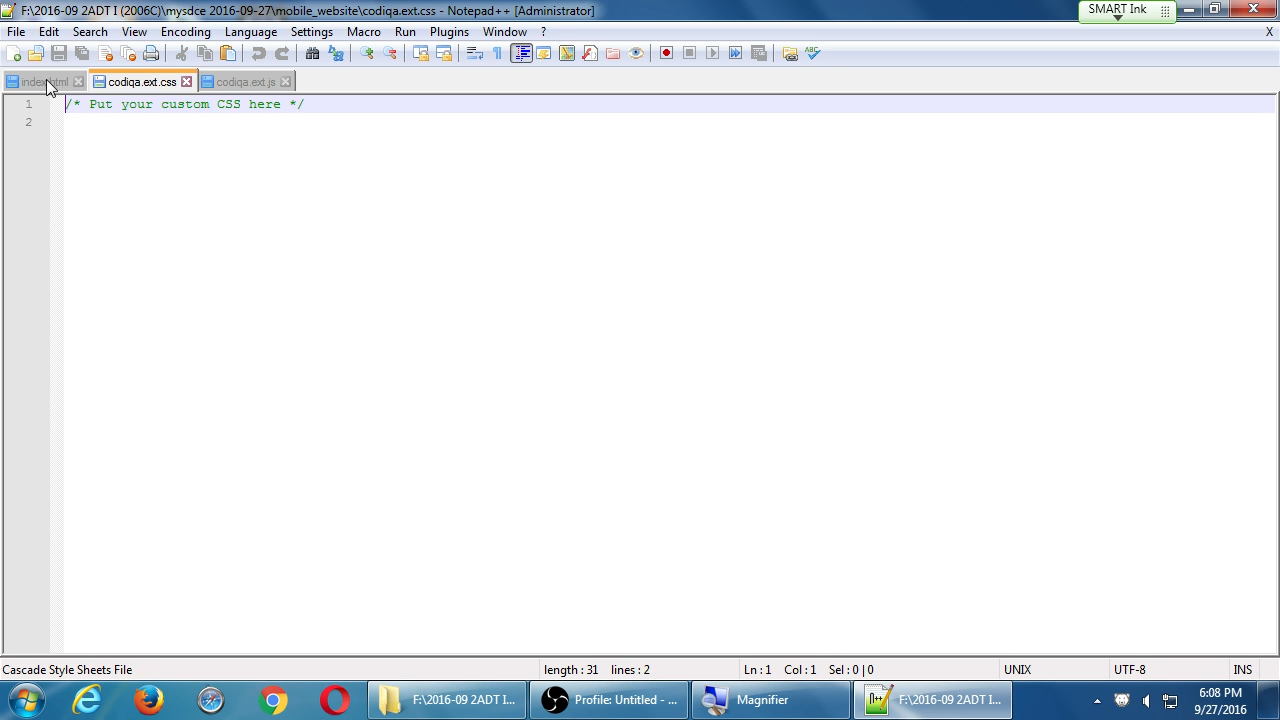 F:\2016-09 2ADT I (2006C)\mysdce 2016-09-27\mobile_website\codiqa.ext.css - Notepad++ [Administrator]
SMART Ink
File Edit Search View Encoding Language Settings Macro Run Plugins Window ? X
index.html codiqa.ext.css codiqa.ext.js
1 /* Put your custom CSS here */
2
Cascade Style Sheets File length : 31 lines : 2 Ln : 1 Col : 1 Sel : 0 | 0 UNIX UTF-8 INS
F:\2016-09 2ADT I... Profile: Untitled - ... Magnifier F:\2016-09 2ADT I... 6:08 PM
9/27/2016